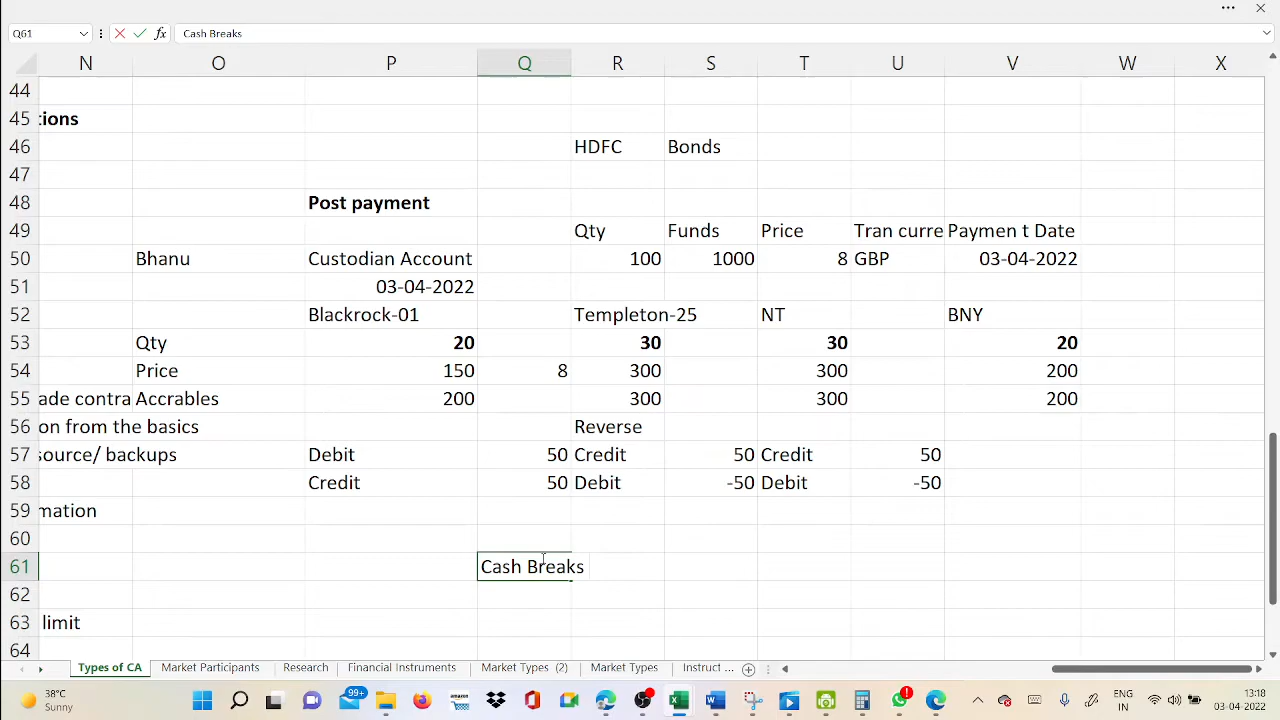 Q61 fx Cash Breaks
N O P Q R S T U V W X
44
45 tions
46 HDFC Bonds
47
48 Post payment
49 Qty Funds Price Tran curre Paymen t Date
50 Bhanu Custodian Account 100 1000 8 GBP 03-04-2022
51 03-04-2022
52 Blackrock-01 Templeton-25 NT BNY
53 Qty 20 30 30 20
54 Price 150 8 300 300 200
55 ade contra Accrables 200 300 300 200
56 on from the basics Reverse
57 source/ backups Debit 50 Credit 50 Credit 50
58 Credit 50 Debit -50 Debit -50
59 mation
60
61 Cash Breaks
62
63 limit
64
Types of CA Market Participants Research Financial Instruments Market Types (2) Market Types Instruct ...
38°C Sunny 99+ amazon ENG IN 13:18 03-04-2022